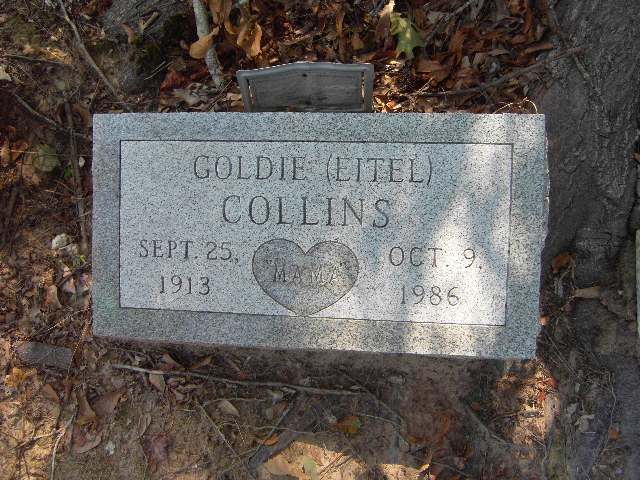 GOLDIE (EITEL)
COLLINS
SEPT. 25,
1913
"MAMA"
OCT. 9,
1986